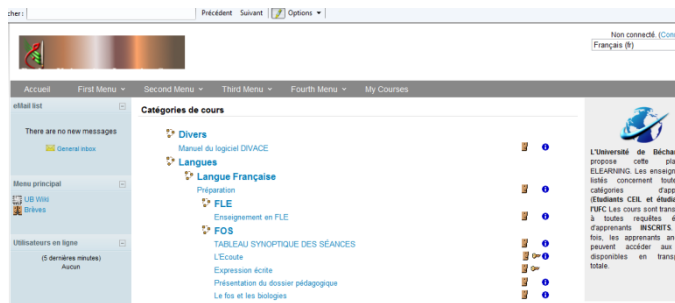 cher:
Précédent Suivant Options
Non connecté.
Français (fr)
Accueil First Menu Second Menu Third Menu Fourth Menu My Courses
eMail list
There are no new messages
General inbox
Menu principal
UB Wiki
Brèves
Utilisateurs en ligne
(5 dernières minutes)
Aucun
Catégories de cours
Divers
Manuel du logiciel DIVACE
Langues
Langue Française
Préparation
FLE
Enseignement en FLE
FOS
TABLEAU SYNOPTIQUE DES SÉANCES
L'Ecoute
Expression écrite
Présentation du dossier pédagogique
Le fos et les biologies
L'Université de Bécha
propose cette pla
ELEARNING. Les enseign
listés concernent toute
catégories d'app
(Etudiants CEIL et étudia
l'UFC Les cours sont trans
à toutes requêtes é
d'apprenants INSCRITS.
fois, les apprenants an
peuvent accéder aux
disponibles en transp
totale.